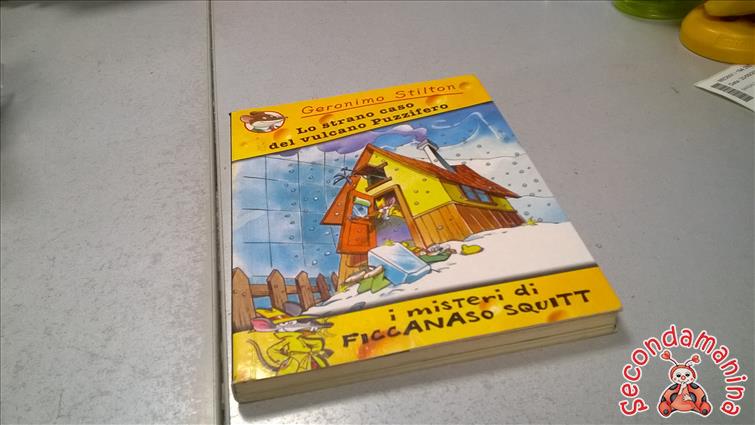 Geronimo Stilton
Lo strano caso
del vulcano Puzzifero
i misteri di
FICCANASO SQUITT
secondamanina